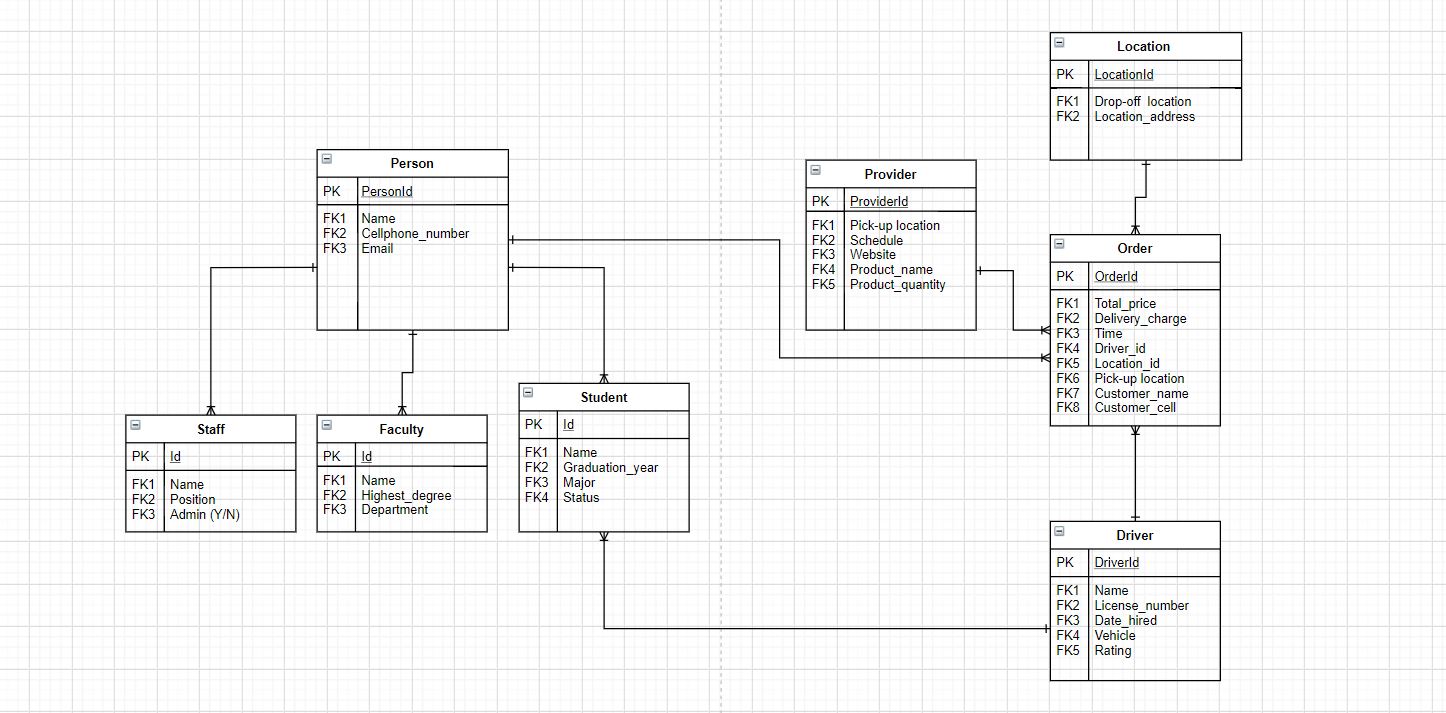 Location
PK LocationId
FK1 Drop-off location
FK2 Location_address
Person
PK PersonId
FK1 Name
FK2 Cellphone_number
FK3 Email
Provider
PK ProviderId
FK1 Pick-up location
FK2 Schedule
FK3 Website
FK4 Product_name
FK5 Product_quantity
Order
PK OrderId
FK1 Total_price
FK2 Delivery_charge
FK3 Time
FK4 Driver_id
FK5 Location_id
FK6 Pick-up location
FK7 Customer_name
FK8 Customer_cell
Staff
PK Id
FK1 Name
FK2 Position
FK3 Admin (Y/N)
Faculty
PK Id
FK1 Name
FK2 Highest_degree
FK3 Department
Student
PK Id
FK1 Name
FK2 Graduation_year
FK3 Major
FK4 Status
Driver
PK DriverId
FK1 Name
FK2 License_number
FK3 Date_hired
FK4 Vehicle
FK5 Rating